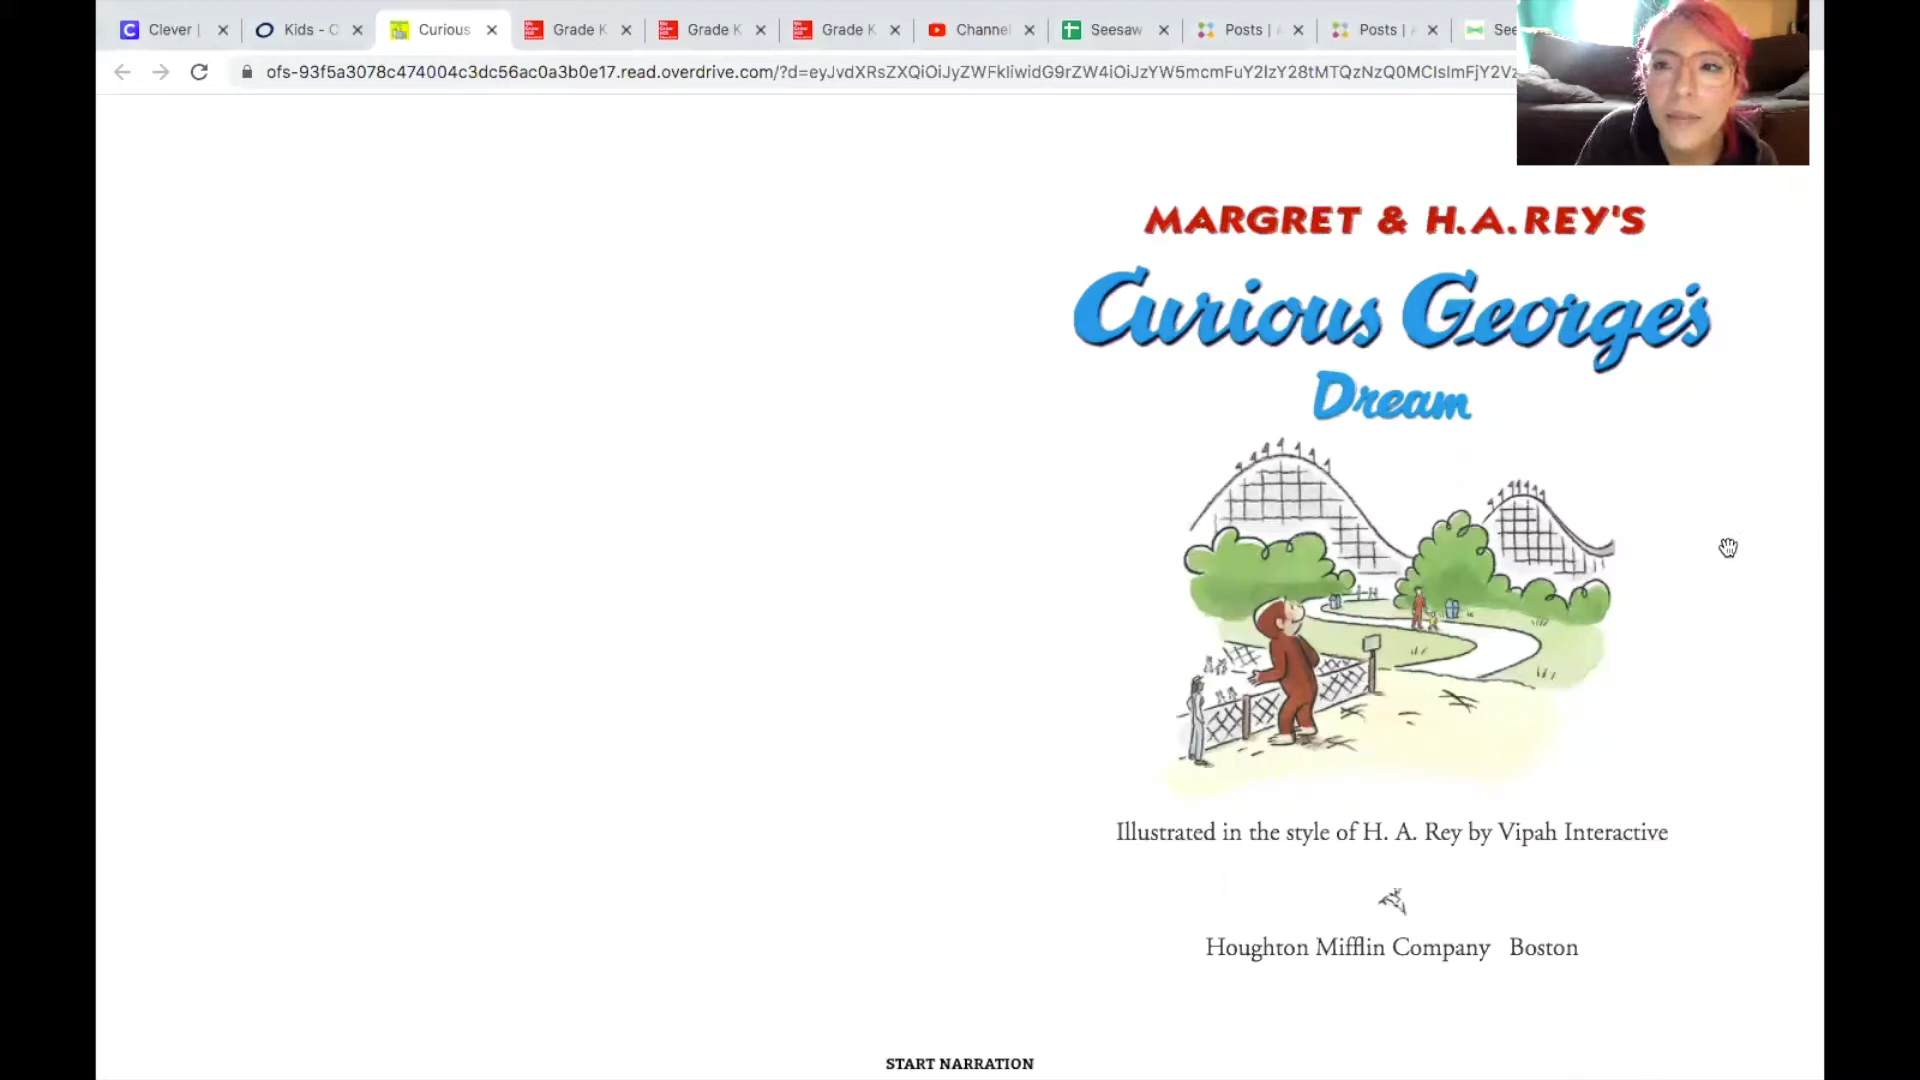 Clever |
Kids - O
Curious
Grade K
Grade K
Grade K
Channel
Seesaw
Posts |
Posts |
See
ofs-93f5a3078c474004c3dc56ac0a3b0e17.read.overdrive.com/?d=
MARGRET & H.A.REY'S
Curious George's
Dream
Illustrated in the style of H. A. Rey by Vipah Interactive
Houghton Mifflin Company Boston
START NARRATION